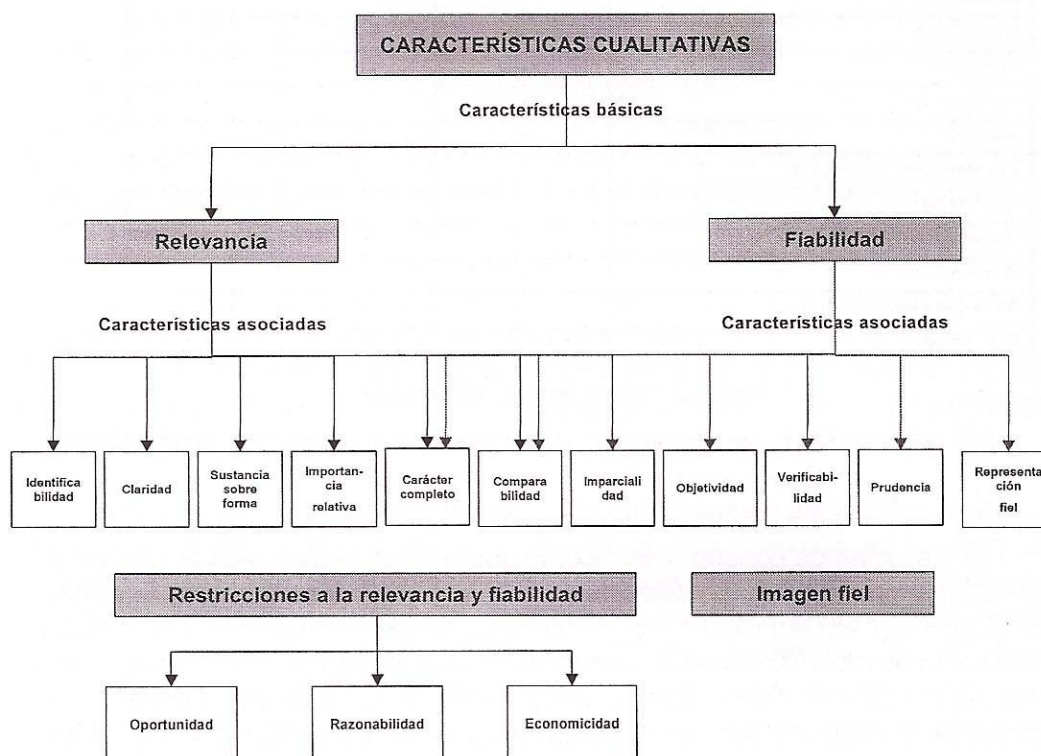 CARACTERÍSTICAS CUALITATIVAS
Características básicas
Relevancia
Fiabilidad
Características asociadas
Características asociadas
Identifica
bilidad
Claridad
Sustancia
sobre
forma
Importan-
cia
relativa
Carácter
completo
Compara
bilidad
Imparciali
dad
Objetividad
Verificabi-
lidad
Prudencia
Representa
ción
fiel
Restricciones a la relevancia y fiabilidad
Imagen fiel
Oportunidad
Razonabilidad
Economicidad